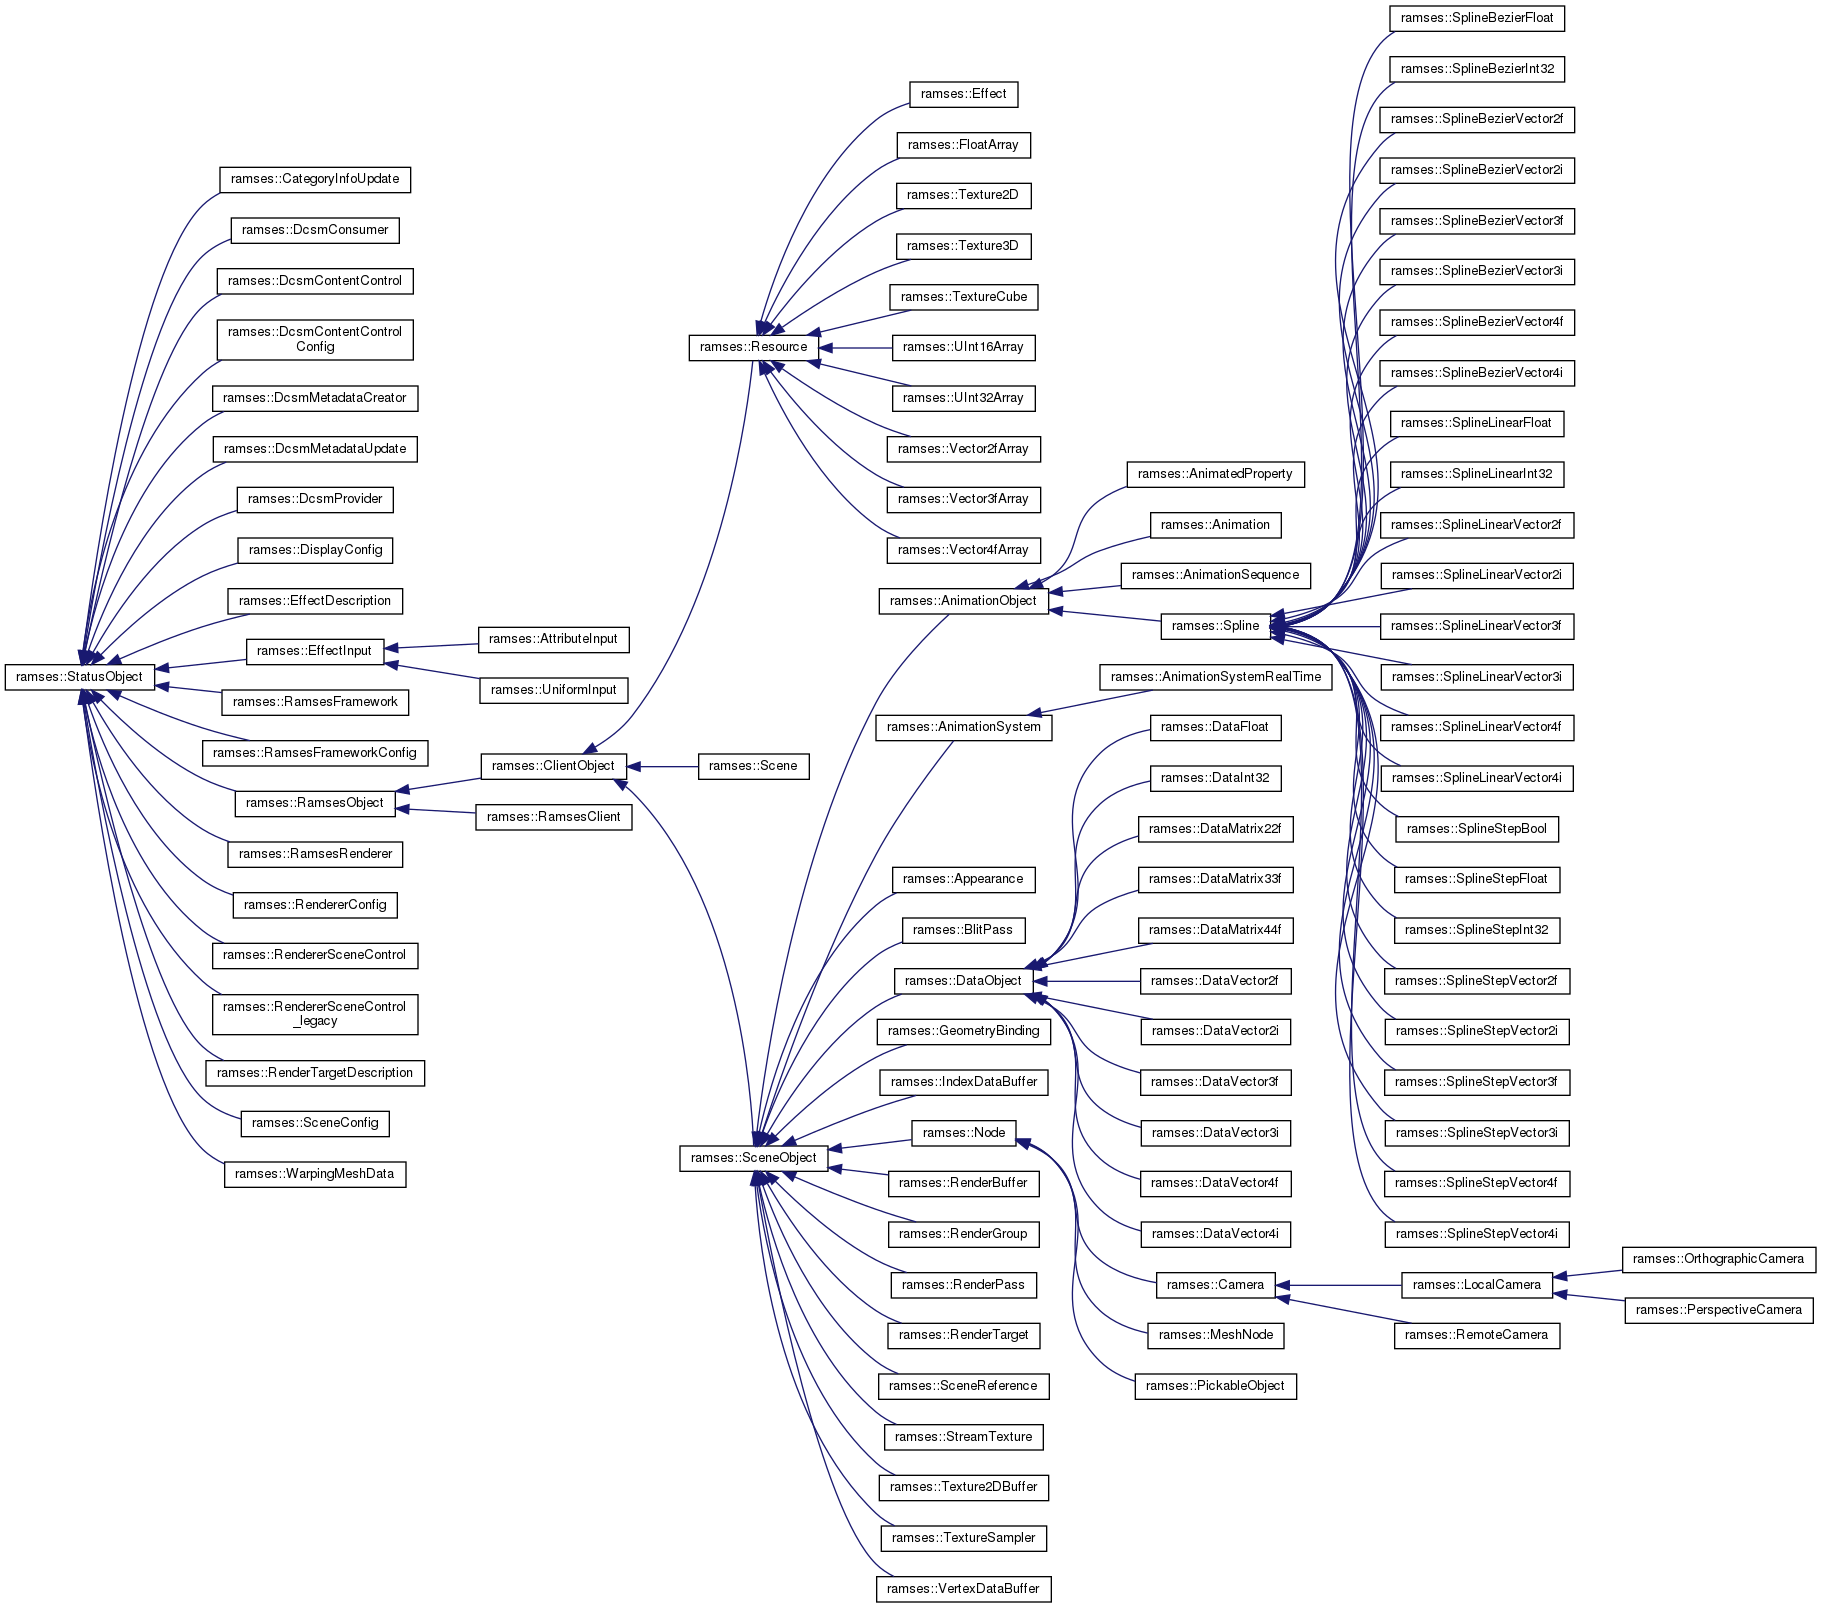 ramses::StatusObject
ramses::CategoryInfoUpdate
ramses::DcsmConsumer
ramses::DcsmContentControl
ramses::DcsmContentControl
Config
ramses::DcsmMetadataCreator
ramses::DcsmMetadataUpdate
ramses::DcsmProvider
ramses::DisplayConfig
ramses::EffectDescription
ramses::EffectInput
ramses::RamsesFramework
ramses::RamsesFrameworkConfig
ramses::RamsesObject
ramses::RamsesRenderer
ramses::RendererConfig
ramses::RendererSceneControl
ramses::RendererSceneControl
_legacy
ramses::RenderTargetDescription
ramses::SceneConfig
ramses::WarpingMeshData
ramses::AttributeInput
ramses::UniformInput
ramses::ClientObject
ramses::RamsesClient
ramses::Resource
ramses::Scene
ramses::SceneObject
ramses::Effect
ramses::FloatArray
ramses::Texture2D
ramses::Texture3D
ramses::TextureCube
ramses::UInt16Array
ramses::UInt32Array
ramses::Vector2fArray
ramses::Vector3fArray
ramses::Vector4fArray
ramses::AnimationObject
ramses::AnimationSystem
ramses::Appearance
ramses::BlitPass
ramses::DataObject
ramses::GeometryBinding
ramses::IndexDataBuffer
ramses::Node
ramses::RenderBuffer
ramses::RenderGroup
ramses::RenderPass
ramses::RenderTarget
ramses::SceneReference
ramses::StreamTexture
ramses::Texture2DBuffer
ramses::TextureSampler
ramses::VertexDataBuffer
ramses::AnimatedProperty
ramses::Animation
ramses::AnimationSequence
ramses::Spline
ramses::AnimationSystemRealTime
ramses::DataFloat
ramses::DataInt32
ramses::DataMatrix22f
ramses::DataMatrix33f
ramses::DataMatrix44f
ramses::DataVector2f
ramses::DataVector2i
ramses::DataVector3f
ramses::DataVector3i
ramses::DataVector4f
ramses::DataVector4i
ramses::Camera
ramses::MeshNode
ramses::PickableObject
ramses::SplineBezierFloat
ramses::SplineBezierInt32
ramses::SplineBezierVector2f
ramses::SplineBezierVector2i
ramses::SplineBezierVector3f
ramses::SplineBezierVector3i
ramses::SplineBezierVector4f
ramses::SplineBezierVector4i
ramses::SplineLinearFloat
ramses::SplineLinearInt32
ramses::SplineLinearVector2f
ramses::SplineLinearVector2i
ramses::SplineLinearVector3f
ramses::SplineLinearVector3i
ramses::SplineLinearVector4f
ramses::SplineLinearVector4i
ramses::SplineStepBool
ramses::SplineStepFloat
ramses::SplineStepInt32
ramses::SplineStepVector2f
ramses::SplineStepVector2i
ramses::SplineStepVector3f
ramses::SplineStepVector3i
ramses::SplineStepVector4f
ramses::SplineStepVector4i
ramses::LocalCamera
ramses::RemoteCamera
ramses::OrthographicCamera
ramses::PerspectiveCamera